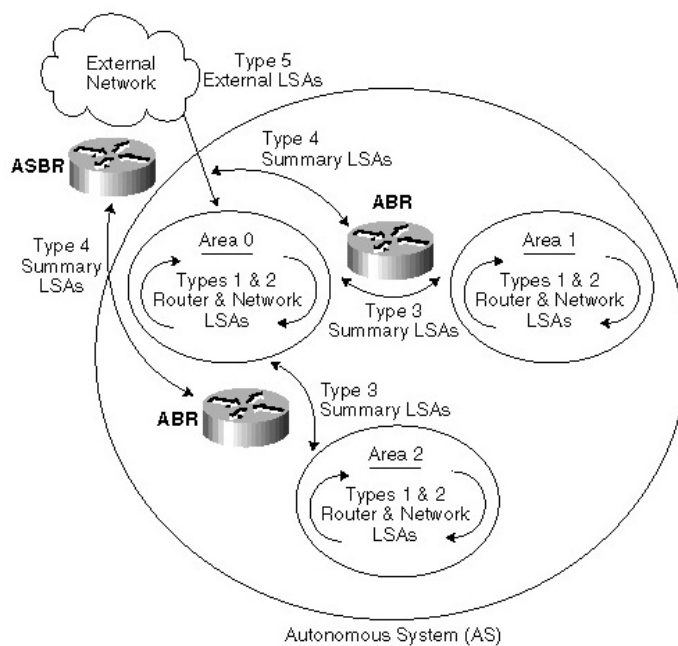 External
Network
Type 5
External LSAs
ASBR
Type 4
Summary LSAs
ABR
Type 4
Summary
LSAs
Area 0
Types 1 & 2
Router & Network
LSAs
Type 3
Summary LSAs
Area 1
Types 1 & 2
Router & Network
LSAs
ABR
Type 3
Summary LSAs
Area 2
Types 1 & 2
Router & Network
LSAs
Autonomous System (AS)